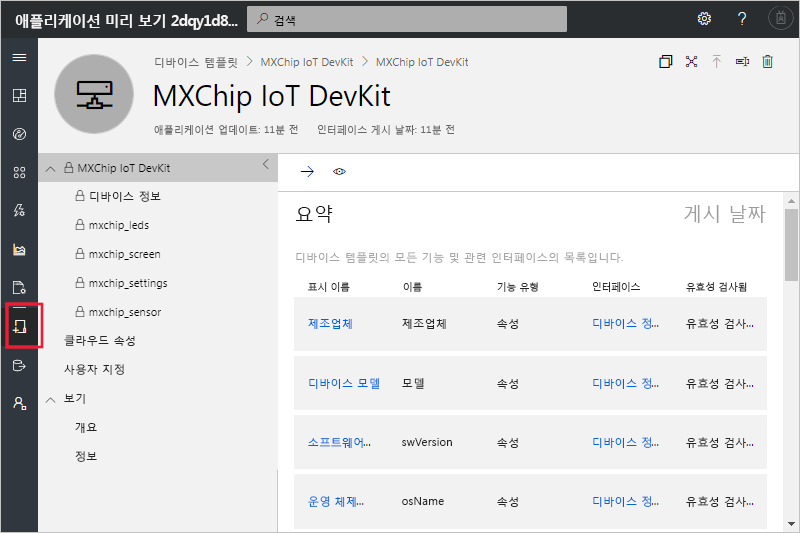 애플리케이션 미리 보기 2dqy1d8...
검색
디바이스 템플릿 > MXChip IoT DevKit > MXChip IoT DevKit
MXChip IoT DevKit
애플리케이션 업데이트: 11분 전 인터페이스 게시 날짜: 11분 전
MXChip IoT DevKit
디바이스 정보
mxchip_leds
mxchip_screen
mxchip_settings
mxchip_sensor
클라우드 속성
사용자 지정
보기
개요
정보
요약 게시 날짜
디바이스 템플릿의 모든 기능 및 관련 인터페이스의 목록입니다.
표시 이름 이름 기능 유형 인터페이스 유효성 검사됨
제조업체 제조업체 속성 디바이스 정... 유효성 검사...
디바이스 모델 모델 속성 디바이스 정... 유효성 검사...
소프트웨어... swVersion 속성 디바이스 정... 유효성 검사...
운영 체제... osName 속성 디바이스 정... 유효성 검사...